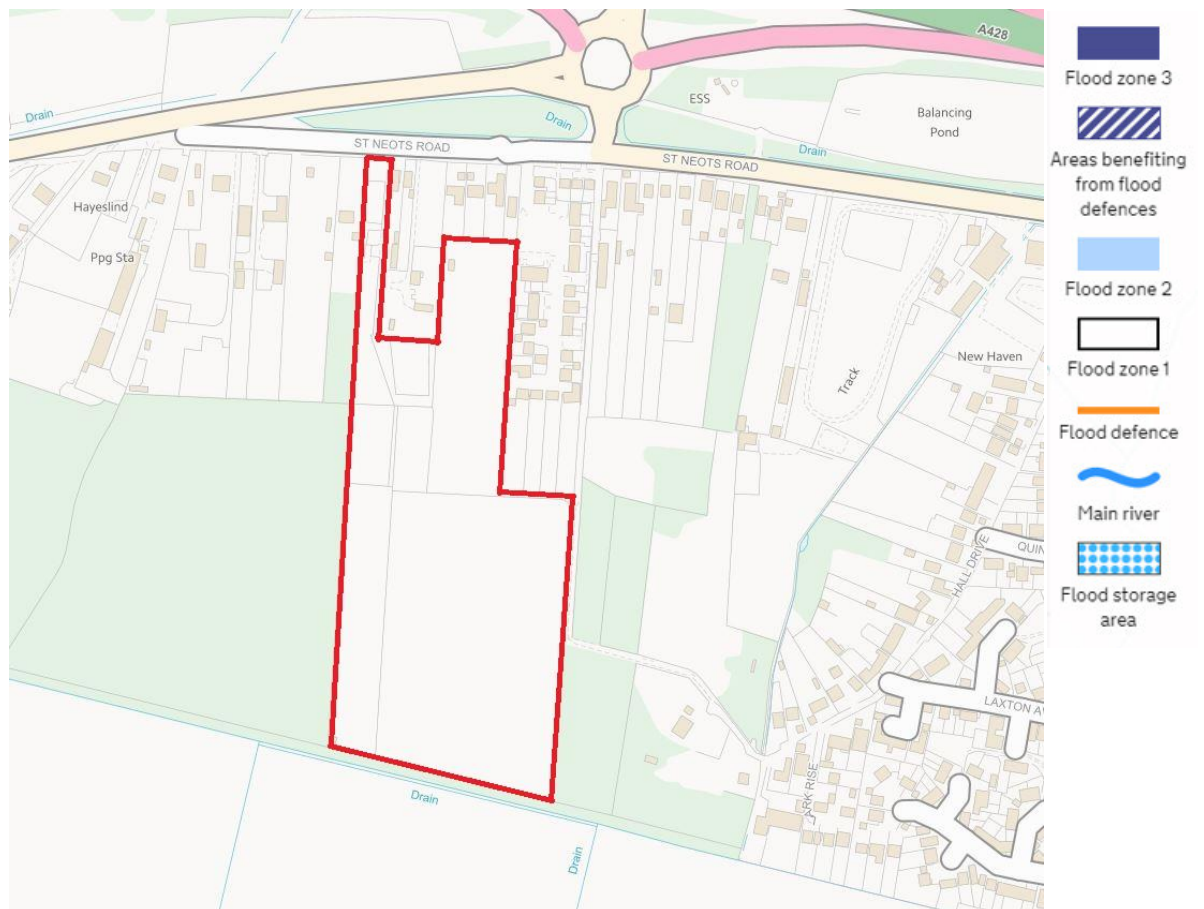 A428
Drain
ESS
Balancing
Pond
Drain
ST NEOTS ROAD
ST NEOTS ROAD
Drain
Hayeslind
Ppg Sta
New Haven
Track
HALL DRIVE
QUIN
LAXTON AV
ARK RISE
Drain
Drain
Flood zone 3
Areas benefiting
from flood
defences
Flood zone 2
Flood zone 1
Flood defence
Main river
Flood storage
area